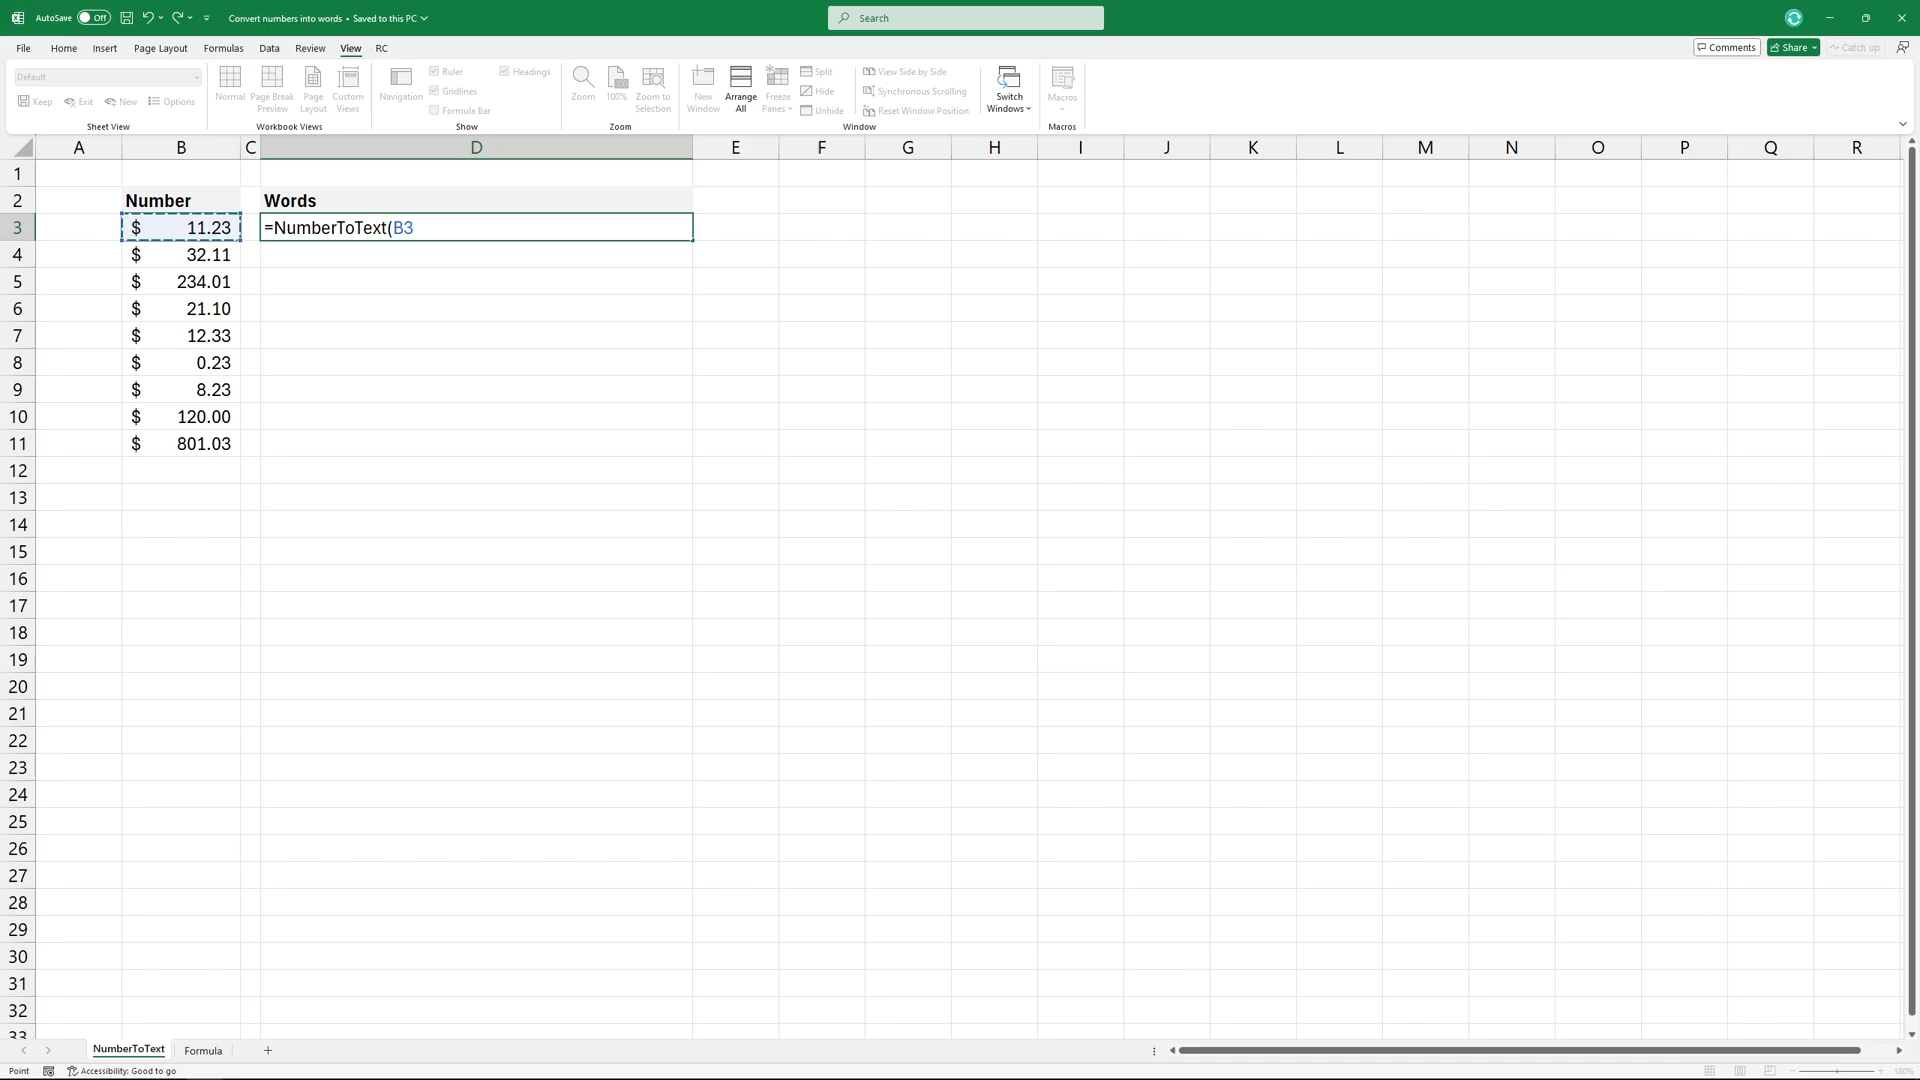 AutoSave Off Convert numbers into words • Saved to this PC Search
File Home Insert Page Layout Formulas Data Review View RC Comments Share Catch up
Default
Keep Exit New Options
Sheet View
Normal Page Break Preview Page Layout Custom Views
Workbook Views
Navigation Ruler Gridlines Formula Bar Headings
Show
Zoom 100% Zoom to Selection
Zoom
New Window Arrange All Freeze Panes Split Hide Unhide View Side by Side Synchronous Scrolling Reset Window Position Switch Windows
Window
Macros
Macros
A B C D E F G H I J K L M N O P Q R
1
2 Number Words
3 $ 11.23 =NumberToText(B3
4 $ 32.11
5 $ 234.01
6 $ 21.10
7 $ 12.33
8 $ 0.23
9 $ 8.23
10 $ 120.00
11 $ 801.03
12
13
14
15
16
17
18
19
20
21
22
23
24
25
26
27
28
29
30
31
32
33
NumberToText Formula
Point Accessibility: Good to go 180%